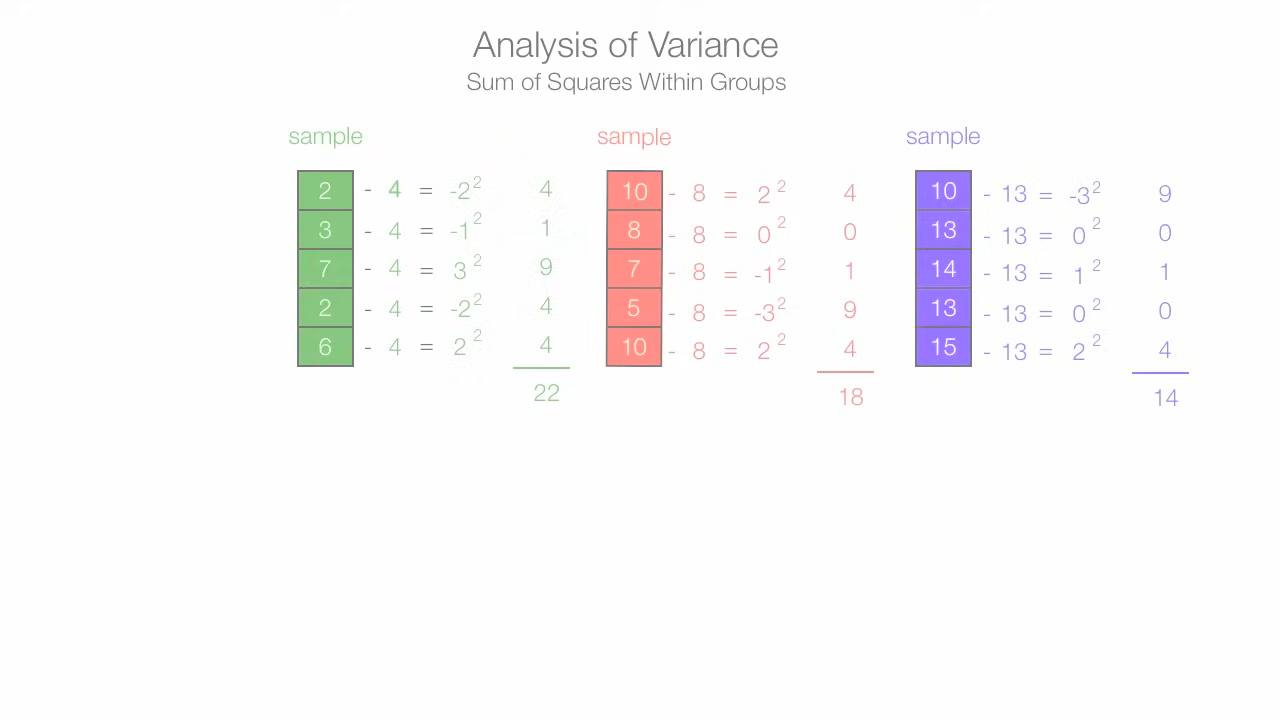 Analysis of Variance
Sum of Squares Within Groups
sample sample sample
2 - 4 = -2² 4 10 - 8 = 2² 4 10 - 13 = -3² 9
3 - 4 = -1² 1 8 - 8 = 0² 0 13 - 13 = 0² 0
7 - 4 = 3² 9 7 - 8 = -1² 1 14 - 13 = 1² 1
2 - 4 = -2² 4 5 - 8 = -3² 9 13 - 13 = 0² 0
6 - 4 = 2² 4 10 - 8 = 2² 4 15 - 13 = 2² 4
22 18 14